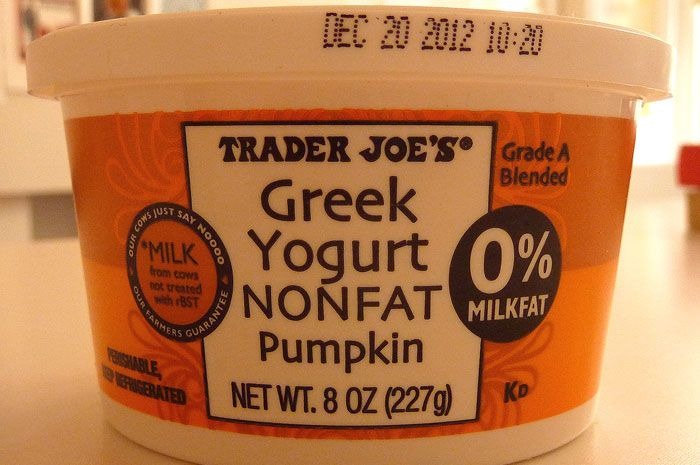 DEC 20 2012 10:20
TRADER JOE'S®
Greek
Yogurt
NONFAT
Pumpkin
NET WT. 8 OZ (227g)
Grade A
Blended
0%
MILKFAT
KD
OUR COWS JUST SAY NOOOO
*MILK
from cows
not treated
with rBST
OUR FARMERS GUARANTEE
PERISHABLE,
REFRIGERATED